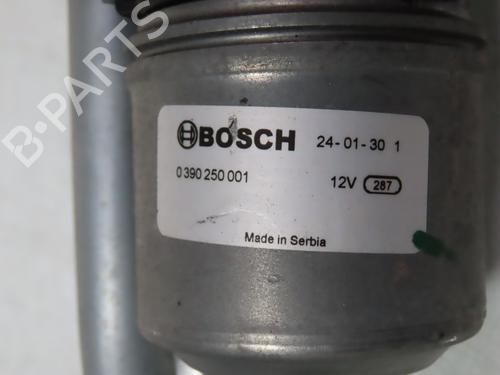 BOSCH 24-01-30 1
0 390 250 001 12V 287
Made in Serbia
B-PARTS